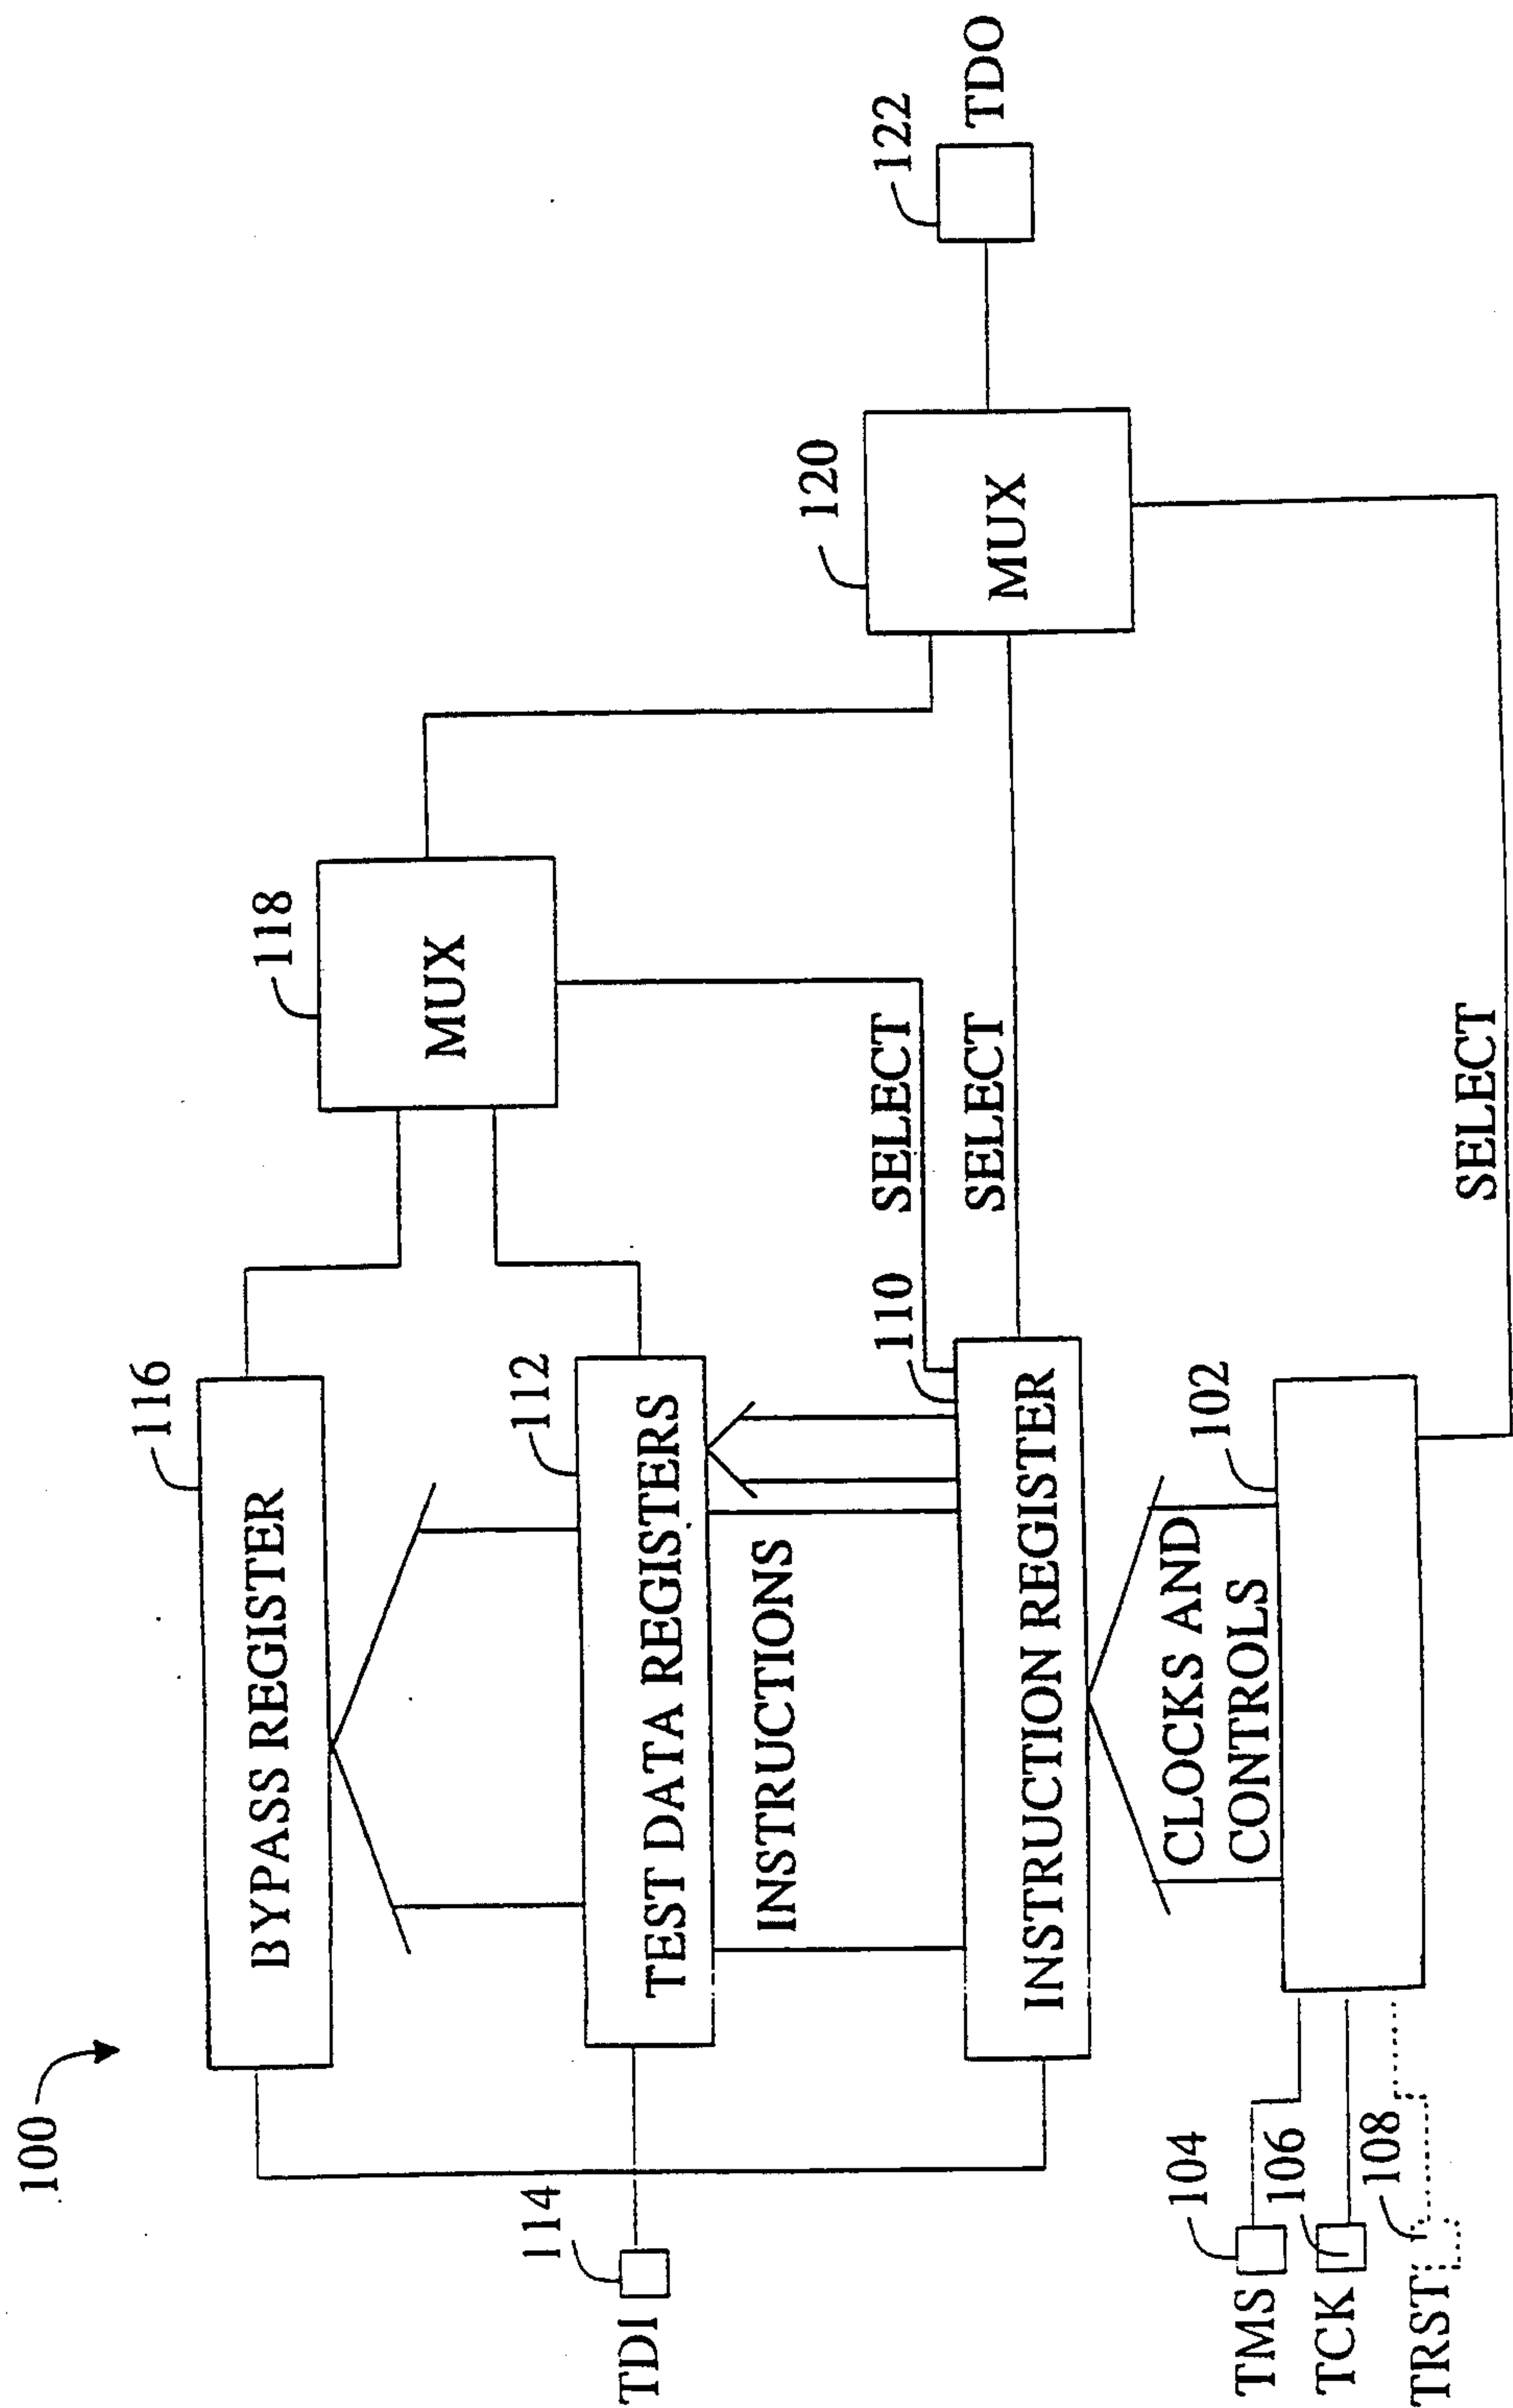 100
116
BYPASS REGISTER
118
MUX
112
TEST DATA REGISTERS
114
TDI
INSTRUCTIONS
120
MUX
122
TDO
110
SELECT
SELECT
INSTRUCTION REGISTER
CLOCKS AND
CONTROLS
102
104
TMS
106
TCK
108
TRST
SELECT